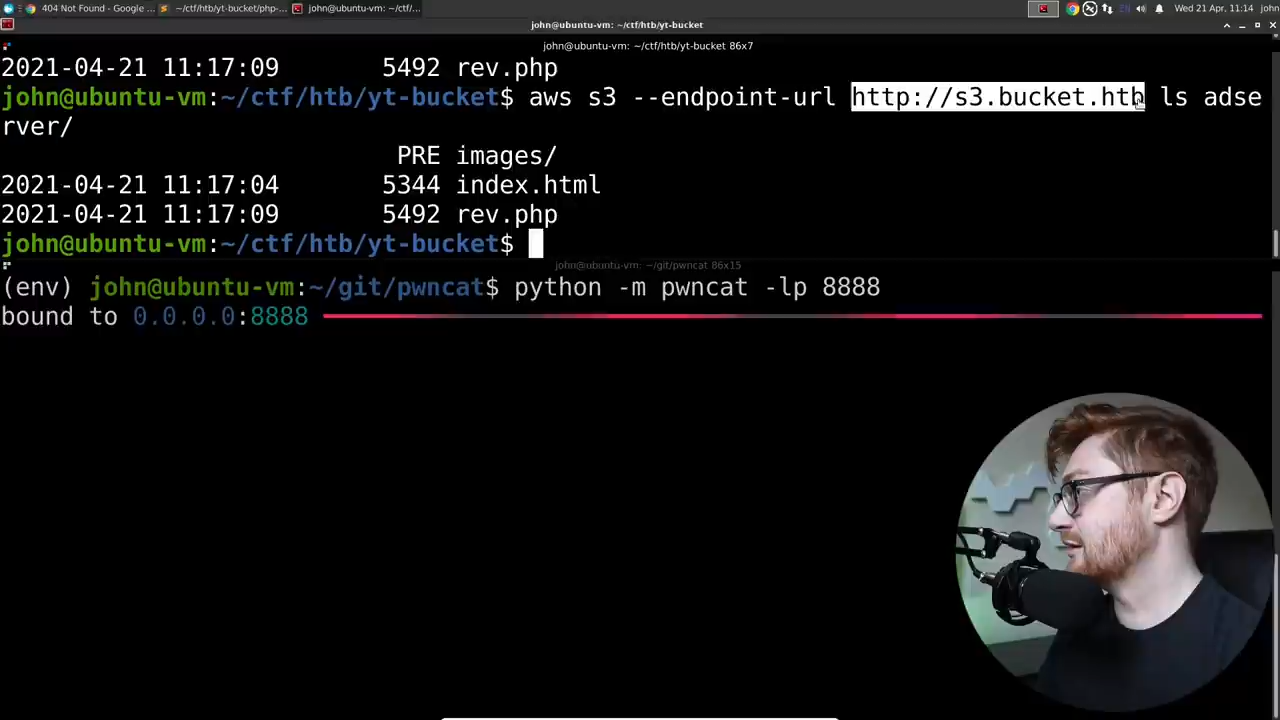 404 Not Found - Google ...
~/ctf/htb/yt-bucket/php-...
john@ubuntu-vm: ~/ctf/...
EN
Wed 21 Apr, 11:14
john
john@ubuntu-vm: ~/ctf/htb/yt-bucket
john@ubuntu-vm: ~/ctf/htb/yt-bucket 86x7
2021-04-21 11:17:09 5492 rev.php
john@ubuntu-vm:~/ctf/htb/yt-bucket$ aws s3 --endpoint-url http://s3.bucket.htb ls adse
rver/
PRE images/
2021-04-21 11:17:04 5344 index.html
2021-04-21 11:17:09 5492 rev.php
john@ubuntu-vm:~/ctf/htb/yt-bucket$
john@ubuntu-vm: ~/git/pwncat 86x15
(env) john@ubuntu-vm:~/git/pwncat$ python -m pwncat -lp 8888
bound to 0.0.0.0:8888